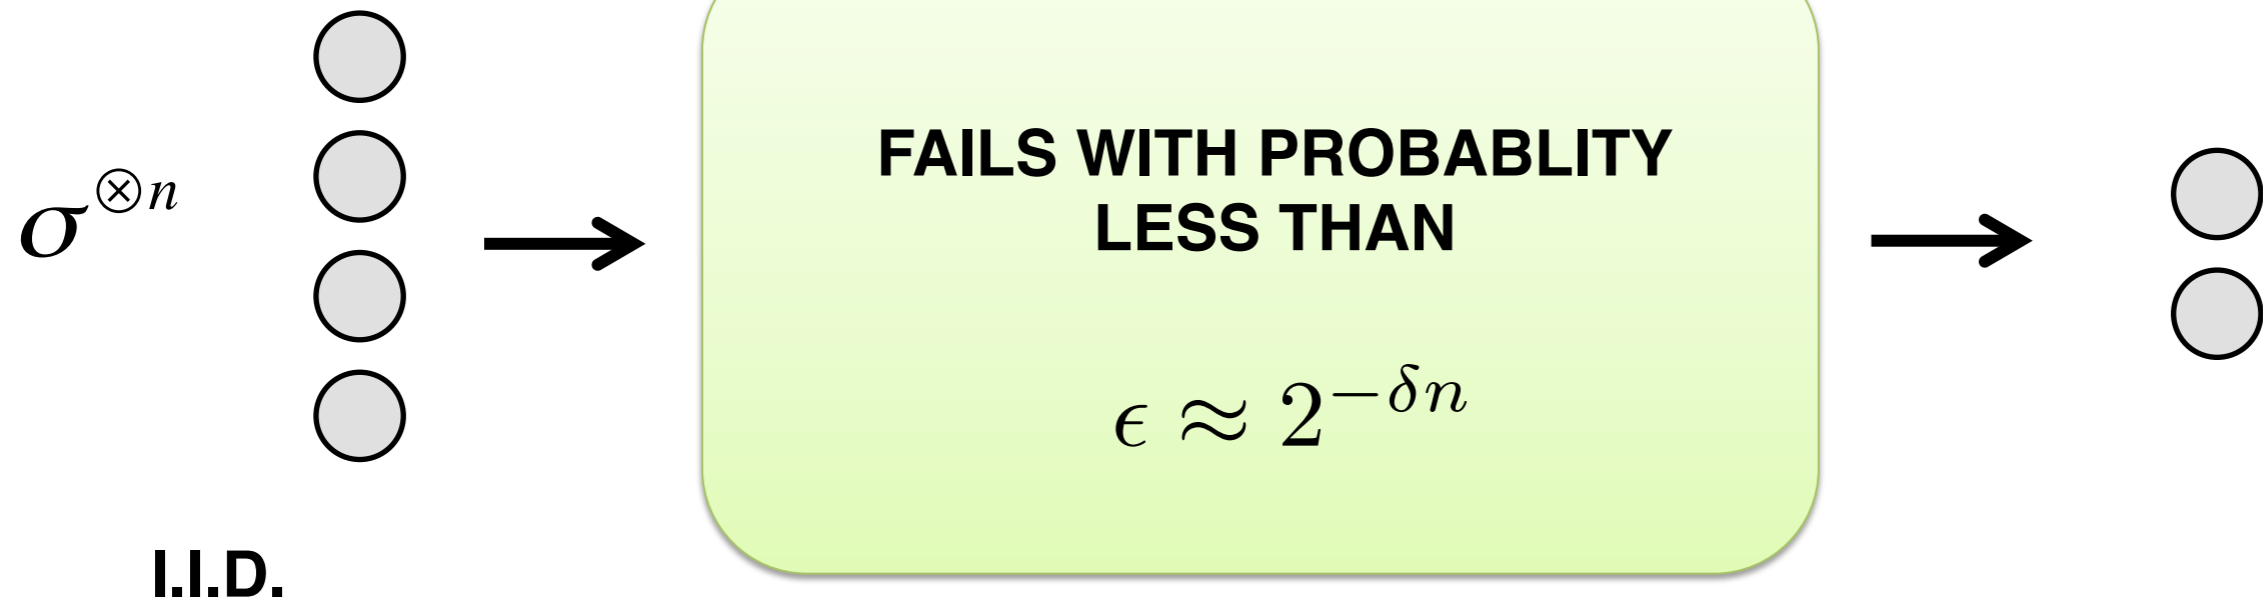 σ^{⊗n}
FAILS WITH PROBABLITY
LESS THAN
ϵ ≈ 2^{−δn}
I.I.D.